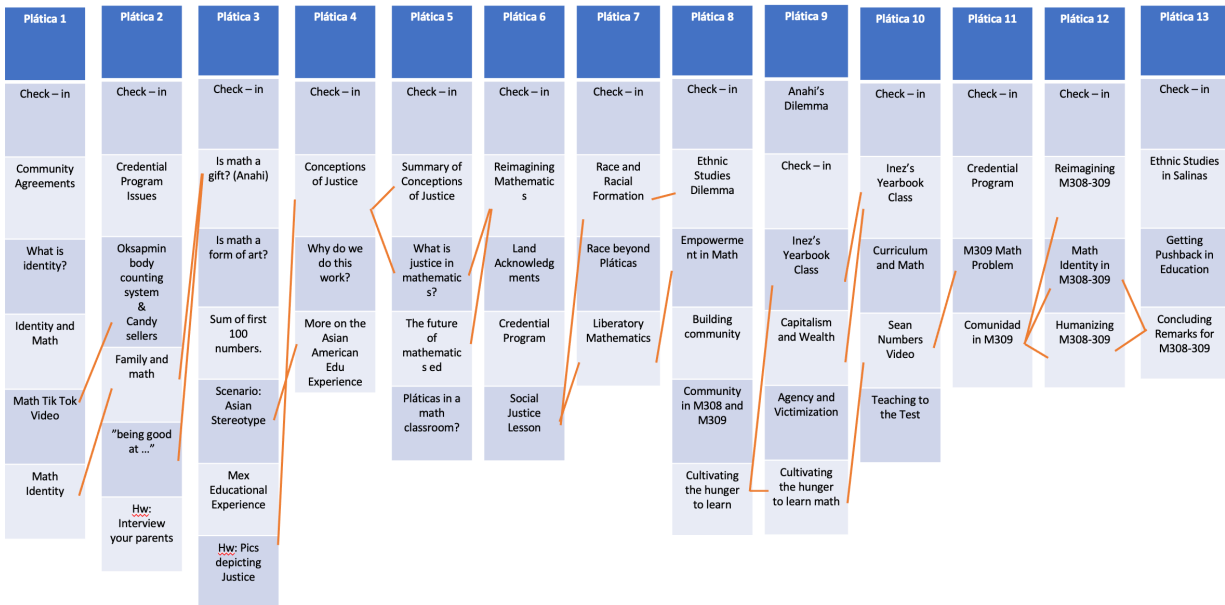 Plática 1
Check – in
Community
Agreements
What is
identity?
Identity and
Math
Math Tik Tok
Video
Math
Identity
Plática 2
Check – in
Credential
Program
Issues
Oksapmin
body
counting
system
&
Candy
sellers
Family and
math
”being good
at …”
Hw:
Interview
your parents
Plática 3
Check – in
Is math a
gift? (Anahi)
Is math a
form of art?
Sum of first
100
numbers.
Scenario:
Asian
Stereotype
Mex
Educational
Experience
Hw: Pics
depicting
Justice
Plática 4
Check – in
Conceptions
of Justice
Why do we
do this
work?
More on the
Asian
American
Edu
Experience
Plática 5
Check – in
Summary of
Conceptions
of Justice
What is
justice in
mathematic
s?
The future
of
mathematic
s ed
Pláticas in a
math
classroom?
Plática 6
Check – in
Reimagining
Mathematic
s
Land
Acknowledg
ments
Credential
Program
Social
Justice
Lesson
Plática 7
Check – in
Race and
Racial
Formation
Race beyond
Pláticas
Liberatory
Mathematics
Plática 8
Check – in
Ethnic
Studies
Dilemma
Empowerme
nt in Math
Building
community
Community
in M308 and
M309
Cultivating
the hunger
to learn
Plática 9
Anahi’s
Dilemma
Check – in
Inez’s
Yearbook
Class
Capitalism
and Wealth
Agency and
Victimization
Cultivating
the hunger
to learn math
Plática 10
Check – in
Inez’s
Yearbook
Class
Curriculum
and Math
Sean
Numbers
Video
Teaching to
the Test
Plática 11
Check – in
Credential
Program
M309 Math
Problem
Comunidad
in M309
Plática 12
Check – in
Reimagining
M308-309
Math
Identity in
M308-309
Humanizing
M308-309
Plática 13
Check – in
Ethnic Studies
in Salinas
Getting
Pushback in
Education
Concluding
Remarks for
M308-309